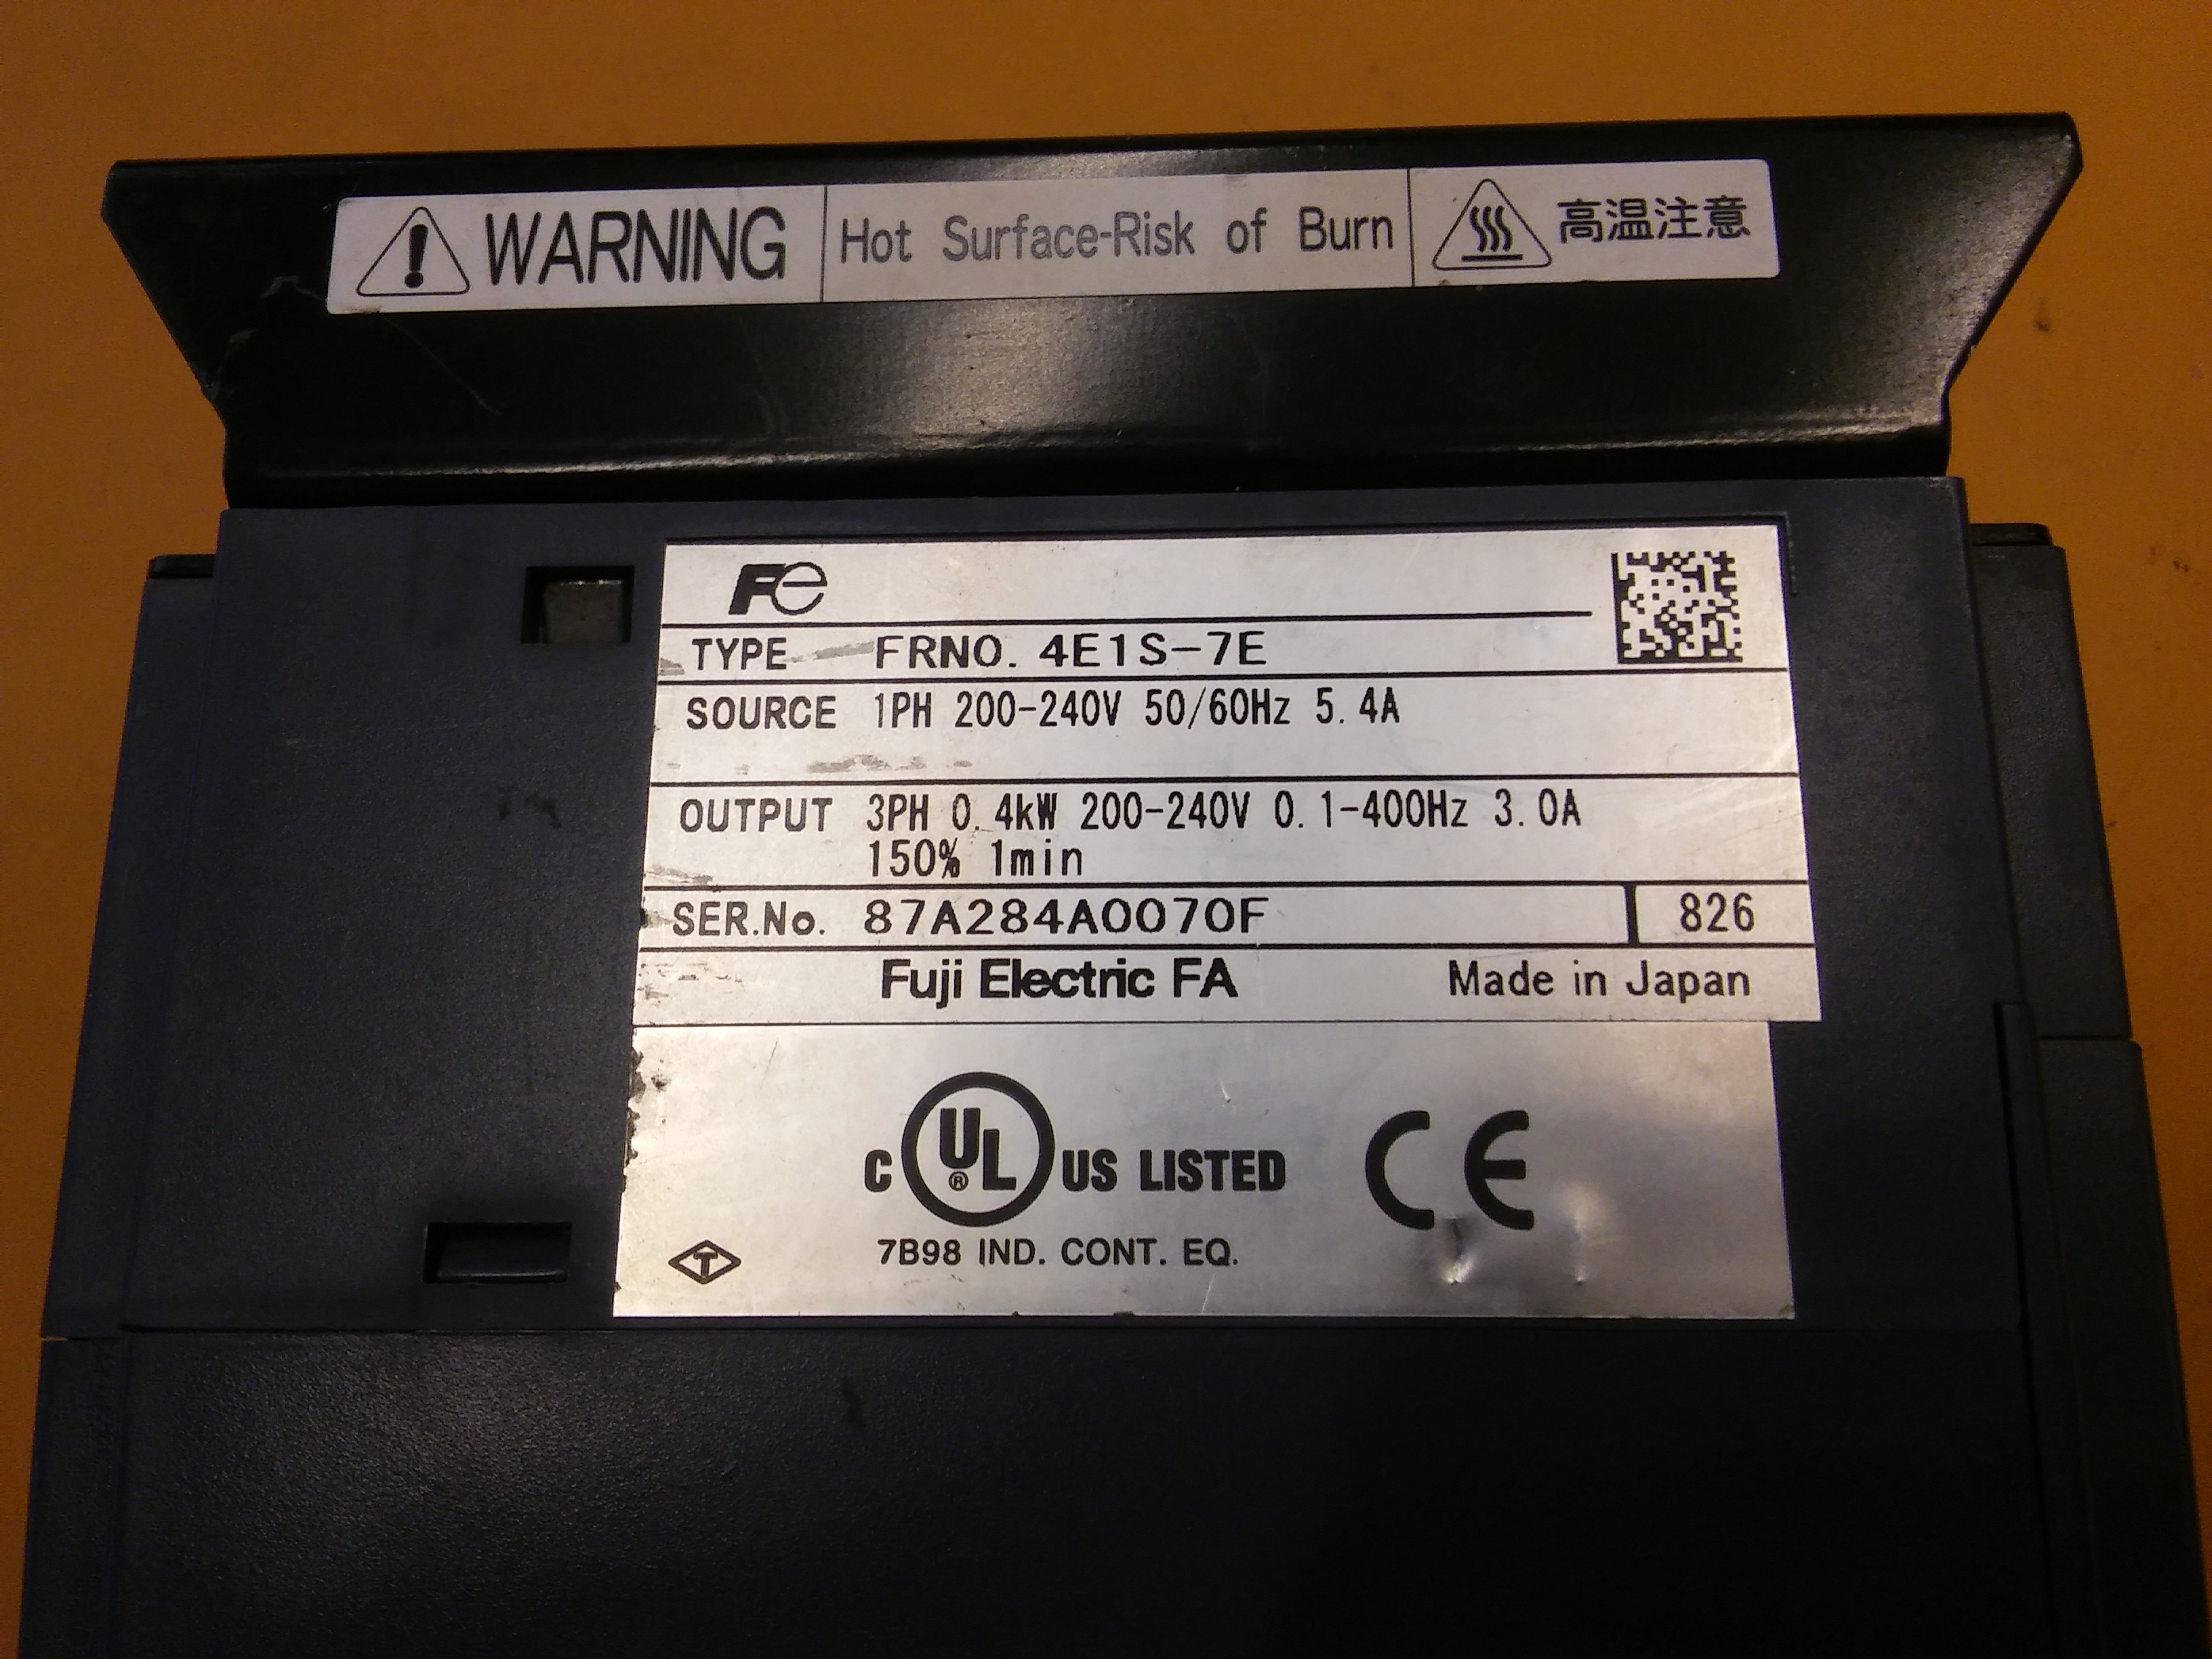 WARNING Hot Surface-Risk of Burn 高温注意
Fe
TYPE FRN0.4E1S-7E
SOURCE 1PH 200-240V 50/60Hz 5.4A
OUTPUT 3PH 0.4kW 200-240V 0.1-400Hz 3.0A
150% 1min
SER.No. 87A284A0070F 826
Fuji Electric FA Made in Japan
C UL ® US LISTED CE
7B98 IND. CONT. EQ.
T